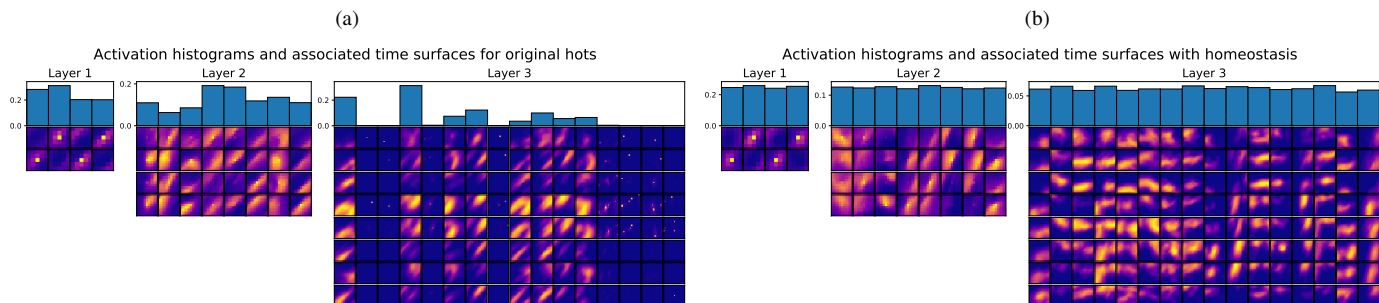 (a)
(b)
Activation histograms and associated time surfaces for original hots
Layer 1
Layer 2
Layer 3
0.2
0.0
0.2
0.0
0.2
0.0
Activation histograms and associated time surfaces with homeostasis
Layer 1
Layer 2
Layer 3
0.2
0.0
0.1
0.0
0.05
0.00